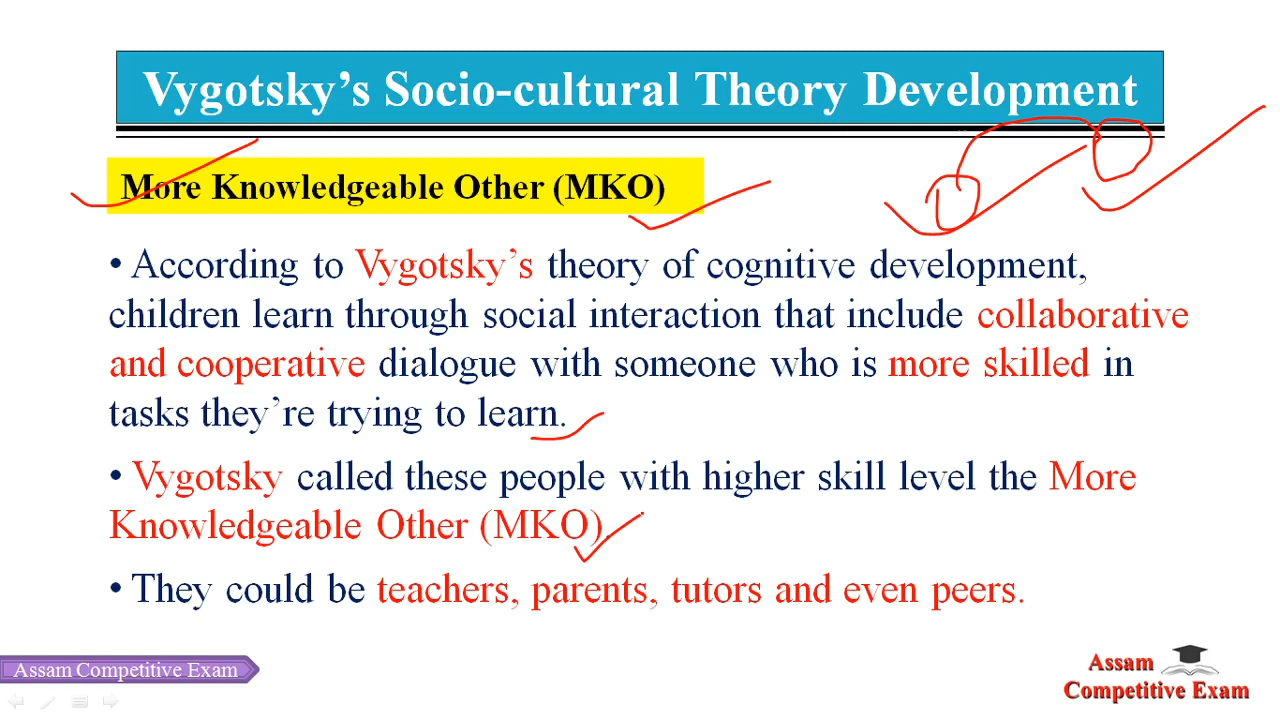 Vygotsky's Socio-cultural Theory Development
More Knowledgeable Other (MKO)
• According to Vygotsky's theory of cognitive development,
children learn through social interaction that include collaborative
and cooperative dialogue with someone who is more skilled in
tasks they're trying to learn.
• Vygotsky called these people with higher skill level the More
Knowledgeable Other (MKO).
• They could be teachers, parents, tutors and even peers.
Assam Competitive Exam
Assam
Competitive Exam